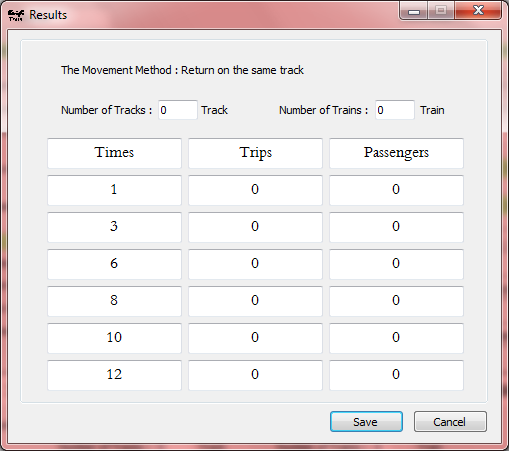 Results
The Movement Method : Return on the same track
Number of Tracks : 0 Track Number of Trains : 0 Train
Times Trips Passengers
1 0 0
3 0 0
6 0 0
8 0 0
10 0 0
12 0 0
Save Cancel